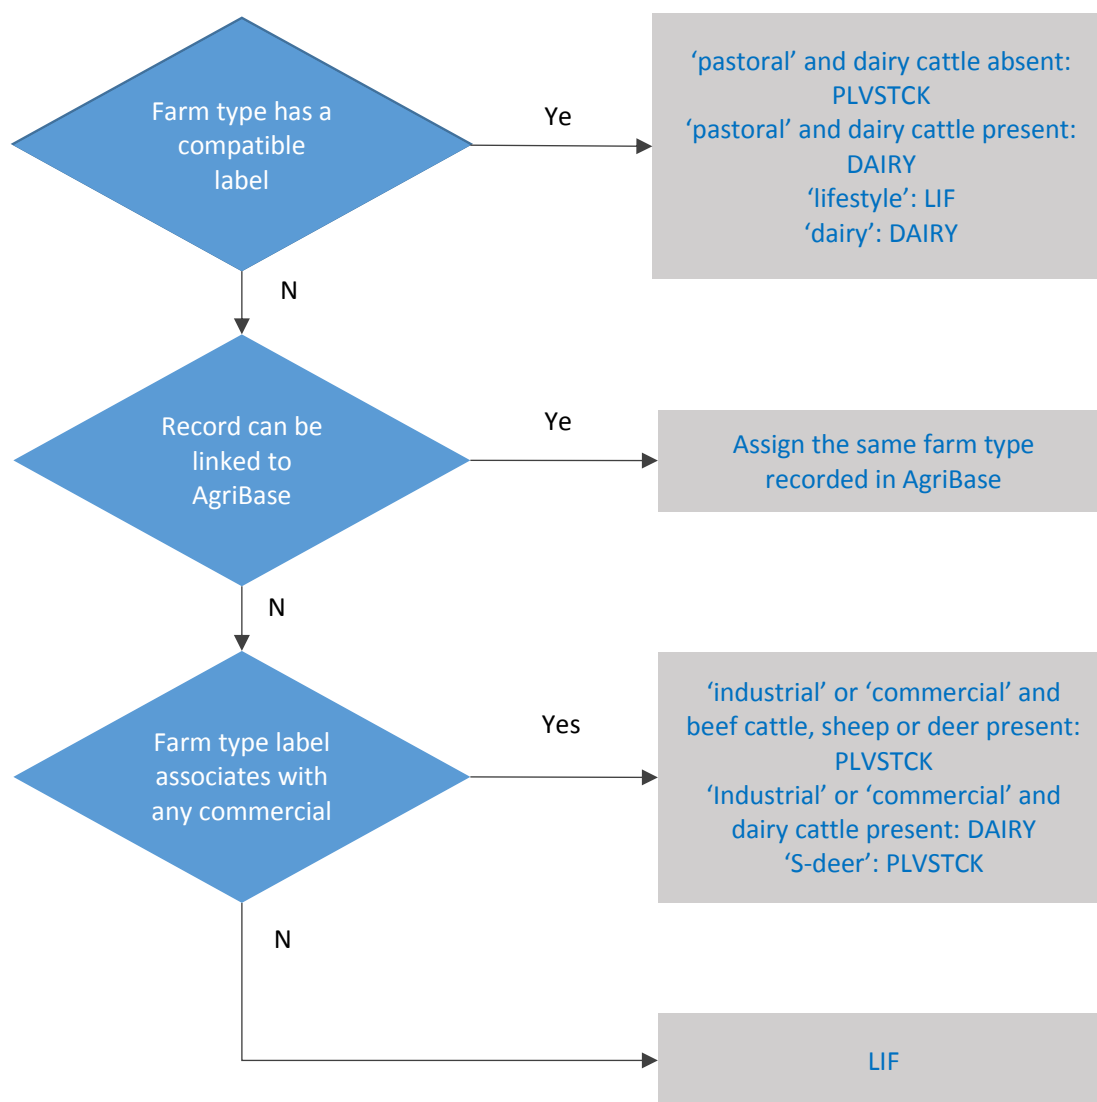 Farm type has a
compatible
label
Ye
‘pastoral’ and dairy cattle absent:
PLVSTCK
‘pastoral’ and dairy cattle present:
DAIRY
‘lifestyle’: LIF
‘dairy’: DAIRY
N
Record can be
linked to
AgriBase
Ye
Assign the same farm type
recorded in AgriBase
N
Farm type label
associates with
any commercial
Yes
‘industrial’ or ‘commercial’ and
beef cattle, sheep or deer present:
PLVSTCK
‘Industrial’ or ‘commercial’ and
dairy cattle present: DAIRY
‘S-deer’: PLVSTCK
N
LIF